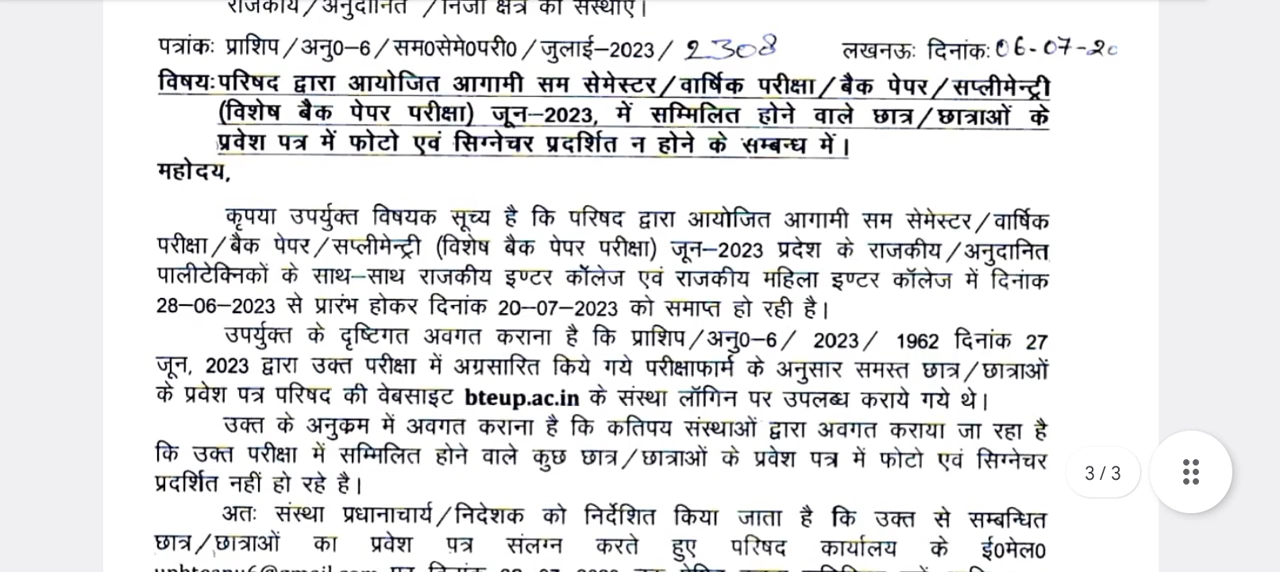 राजकीय/अनुदानित /निजी क्षेत्र की संस्थाएं।
पत्रांकः प्राशिप/अनु0–6/सम0सेमे0परी0/जुलाई–2023/ 2308 लखनऊः दिनांकः 06-07-20
विषयःपरिषद द्वारा आयोजित आगामी सम सेमेस्टर/वार्षिक परीक्षा/बैक पेपर/सप्लीमेन्ट्री
(विशेष बैक पेपर परीक्षा) जून–2023, में सम्मिलित होने वाले छात्र/छात्राओं के
प्रवेश पत्र में फोटो एवं सिग्नेचर प्रदर्शित न होने के सम्बन्ध में।
महोदय,
कृपया उपर्युक्त विषयक सूच्य है कि परिषद द्वारा आयोजित आगामी सम सेमेस्टर/वार्षिक
परीक्षा/बैक पेपर/सप्लीमेन्ट्री (विशेष बैक पेपर परीक्षा) जून–2023 प्रदेश के राजकीय/अनुदानित
पालीटेक्निकों के साथ–साथ राजकीय इण्टर कॉलेज एवं राजकीय महिला इण्टर कॉलेज में दिनांक
28–06–2023 से प्रारंभ होकर दिनांक 20–07–2023 को समाप्त हो रही है।
उपर्युक्त के दृष्टिगत अवगत कराना है कि प्राशिप/अनु0–6/ 2023/ 1962 दिनांक 27
जून, 2023 द्वारा उक्त परीक्षा में अग्रसारित किये गये परीक्षाफार्म के अनुसार समस्त छात्र/छात्राओं
के प्रवेश पत्र परिषद की वेबसाइट bteup.ac.in के संस्था लॉगिन पर उपलब्ध कराये गये थे।
उक्त के अनुक्रम में अवगत कराना है कि कतिपय संस्थाओं द्वारा अवगत कराया जा रहा है
कि उक्त परीक्षा में सम्मिलित होने वाले कुछ छात्र/छात्राओं के प्रवेश पत्र में फोटो एवं सिग्नेचर
प्रदर्शित नहीं हो रहे है।
3/3
अतः संस्था प्रधानाचार्य/निदेशक को निर्देशित किया जाता है कि उक्त से सम्बन्धित
छात्र/छात्राओं का प्रवेश पत्र संलग्न करते हुए परिषद कार्यालय के ई0मेल0